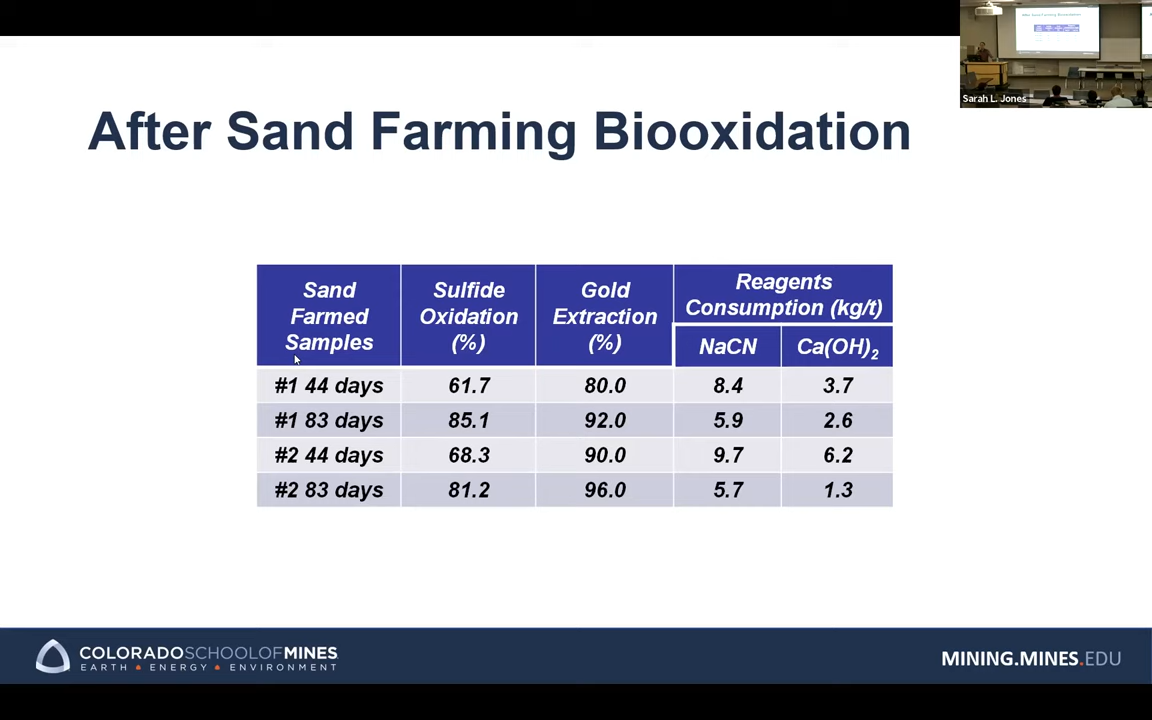 After Sand Farming Biooxidation
Sarah L. Jones
Sand Farmed Samples
Sulfide Oxidation (%)
Gold Extraction (%)
Reagents Consumption (kg/t)
NaCN
Ca(OH)2
#1 44 days 61.7 80.0 8.4 3.7
#1 83 days 85.1 92.0 5.9 2.6
#2 44 days 68.3 90.0 9.7 6.2
#2 83 days 81.2 96.0 5.7 1.3
COLORADOSCHOOLOFMINES
EARTH • ENERGY • ENVIRONMENT
MINING.MINES.EDU